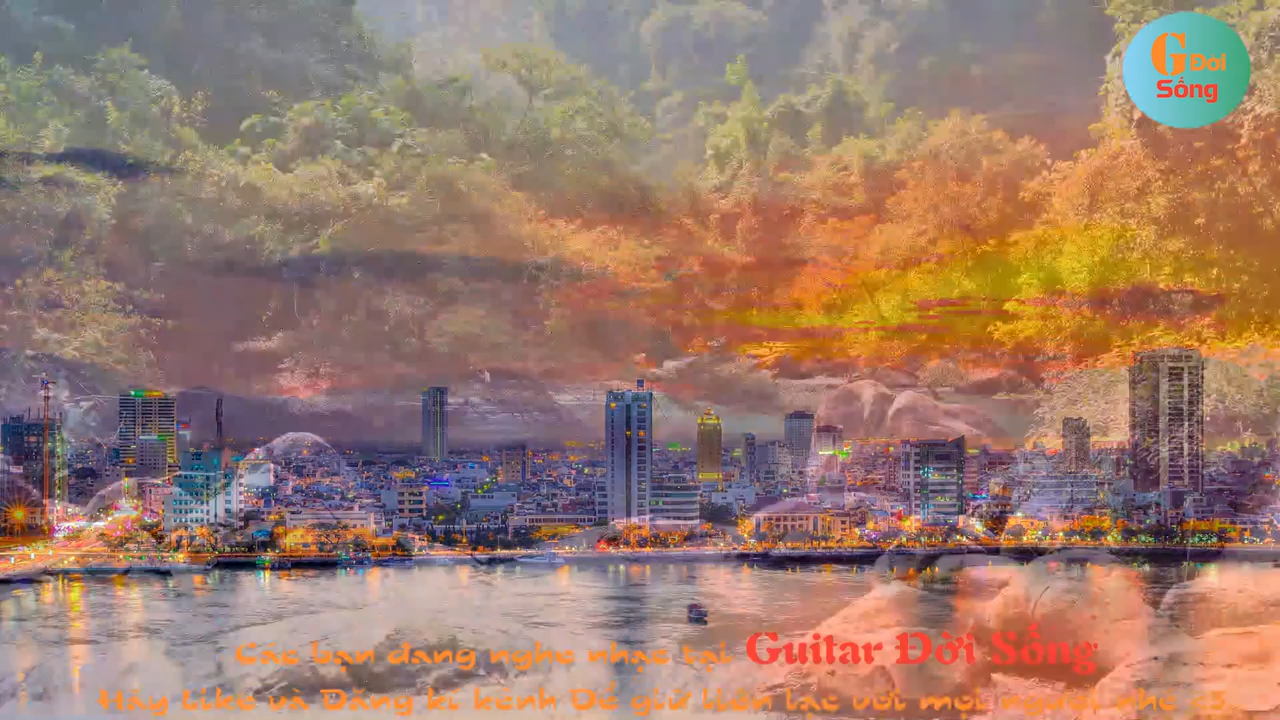 G Doi
Sống
Các bạn đang nghe nhạc tại Guitar Đời Sống
Hãy like và Đăng kí kênh Để giữ liên lạc với mọi người nhé